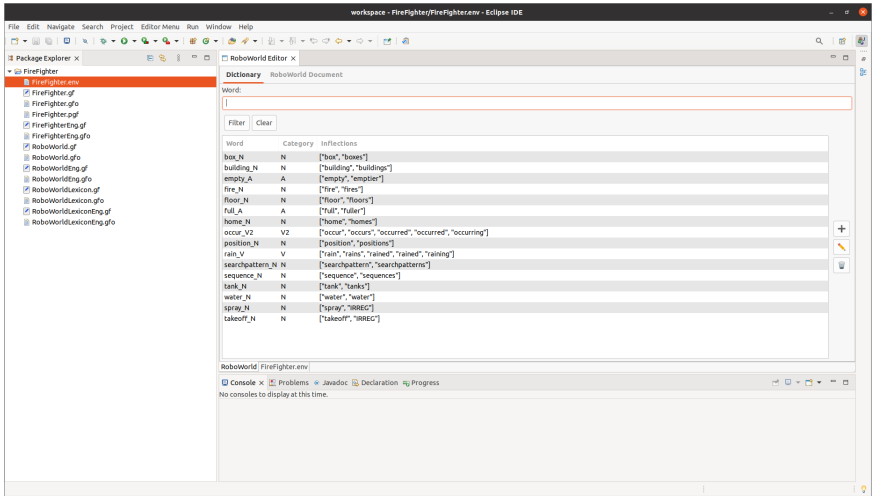 workspace - FireFighter/FireFighter.env - Eclipse IDE
File Edit Navigate Search Project Editor Menu Run Window Help
Package Explorer
RoboWorld Editor
FireFighter
FireFighter.env
FireFighter.gf
FireFighter.gfo
FireFighter.pgf
FireFighterEng.gf
FireFighterEng.gfo
RoboWorld.gf
RoboWorld.gfo
RoboWorldEng.gf
RoboWorldEng.gfo
RoboWorldLexicon.gf
RoboWorldLexicon.gfo
RoboWorldLexiconEng.gf
RoboWorldLexiconEng.gfo
Dictionary RoboWorld Document
Word:
Filter Clear
Word Category Inflections
box_N N ["box", "boxes"]
building_N N ["building", "buildings"]
empty_A A ["empty", "emptier"]
fire_N N ["fire", "fires"]
floor_N N ["floor", "floors"]
full_A A ["full", "fuller"]
home_N N ["home", "homes"]
occur_V2 V2 ["occur", "occurs", "occurred", "occurred", "occurring"]
position_N N ["position", "positions"]
rain_V V ["rain", "rains", "rained", "rained", "raining"]
searchpattern_N N ["searchpattern", "searchpatterns"]
sequence_N N ["sequence", "sequences"]
tank_N N ["tank", "tanks"]
water_N N ["water", "water"]
spray_N N ["spray", "IRREG"]
takeoff_N N ["takeoff", "IRREG"]
RoboWorld FireFighter.env
Console Problems Javadoc Declaration Progress
No consoles to display at this time.